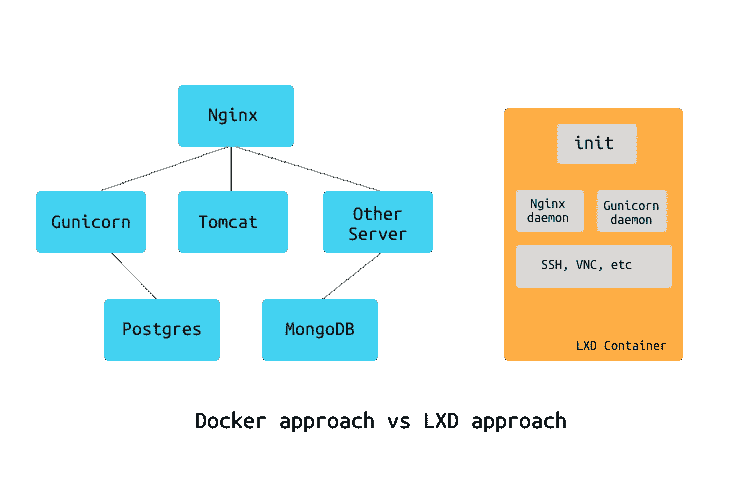 Nginx
Gunicorn
Tomcat
Other
Server
Postgres
MongoDB
init
Nginx
daemon
Gunicorn
daemon
SSH, VNC, etc
LXD Container
Docker approach vs LXD approach